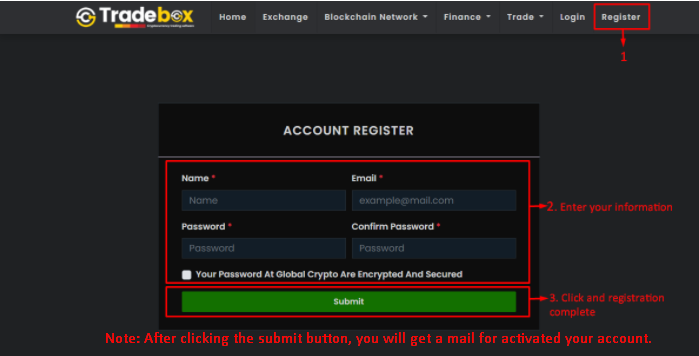 Tradebox
Home Exchange Blockchain Network Finance Trade Login Register
1
ACCOUNT REGISTER
Name * Email *
Name example@mail.com
2. Enter your information
Password * Confirm Password *
Password Password
Your Password At Global Crypto Are Encrypted And Secured
Submit
3. Click and registration
complete
Note: After clicking the submit button, you will get a mail for activated your account.